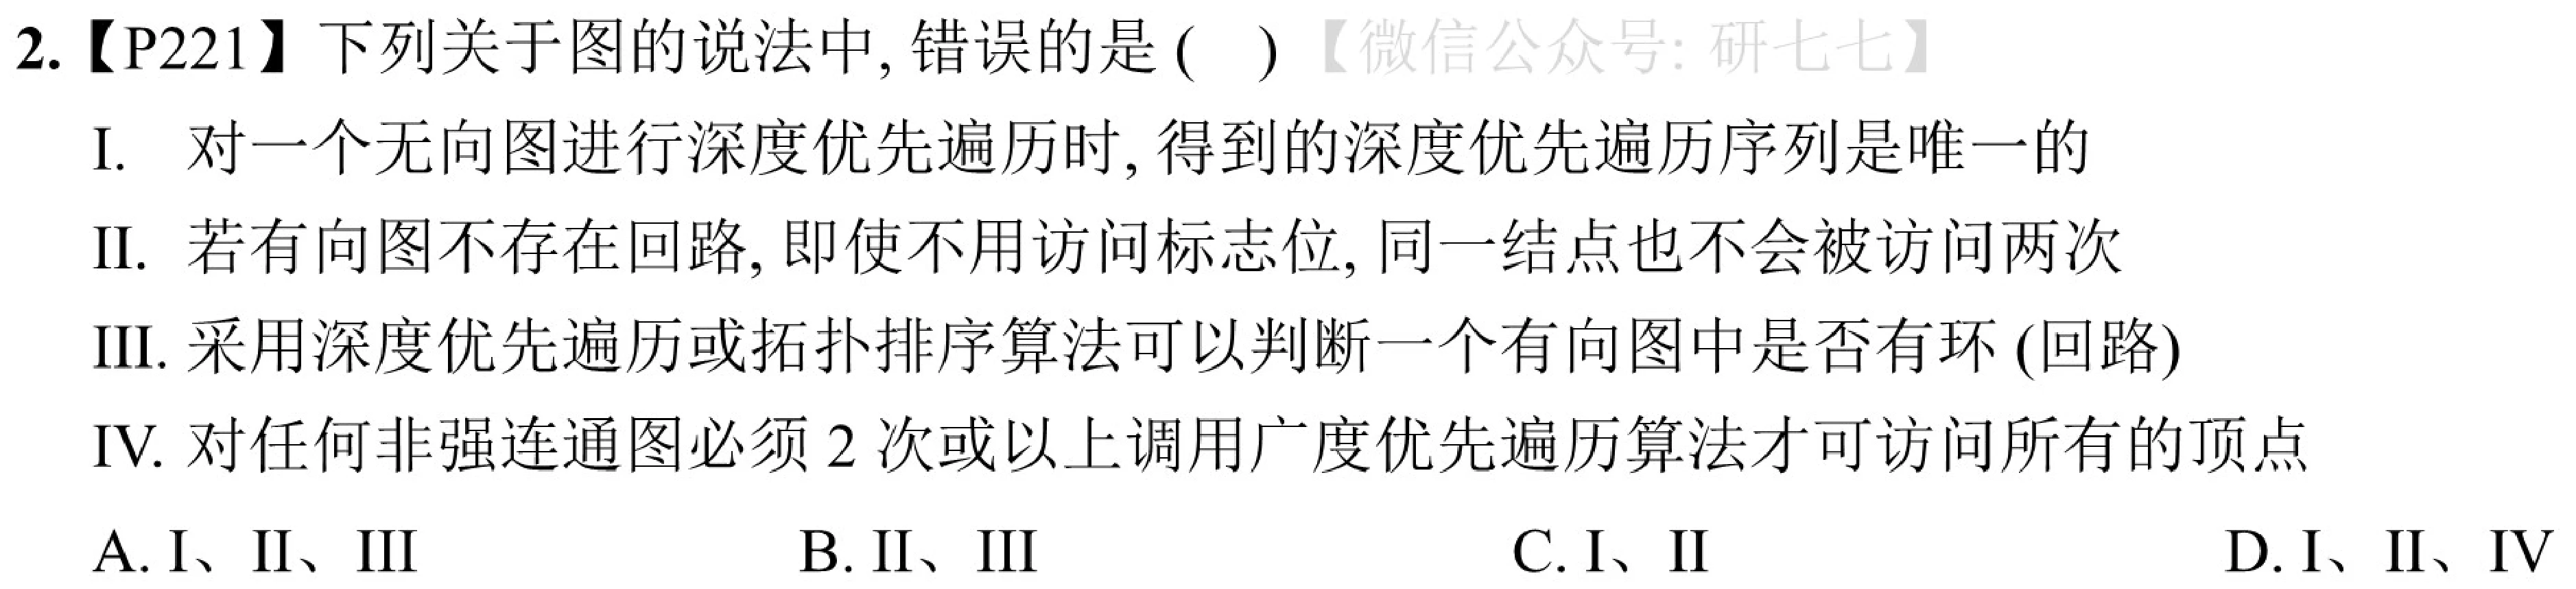 2.【P221】下列关于图的说法中, 错误的是 (   )【微信公众号: 研七七】
I. 对一个无向图进行深度优先遍历时, 得到的深度优先遍历序列是唯一的
II. 若有向图不存在回路, 即使不用访问标志位, 同一结点也不会被访问两次
III. 采用深度优先遍历或拓扑排序算法可以判断一个有向图中是否有环 (回路)
IV. 对任何非强连通图必须 2 次或以上调用广度优先遍历算法才可访问所有的顶点
A. I、II、III B. II、III C. I、II D. I、II、IV